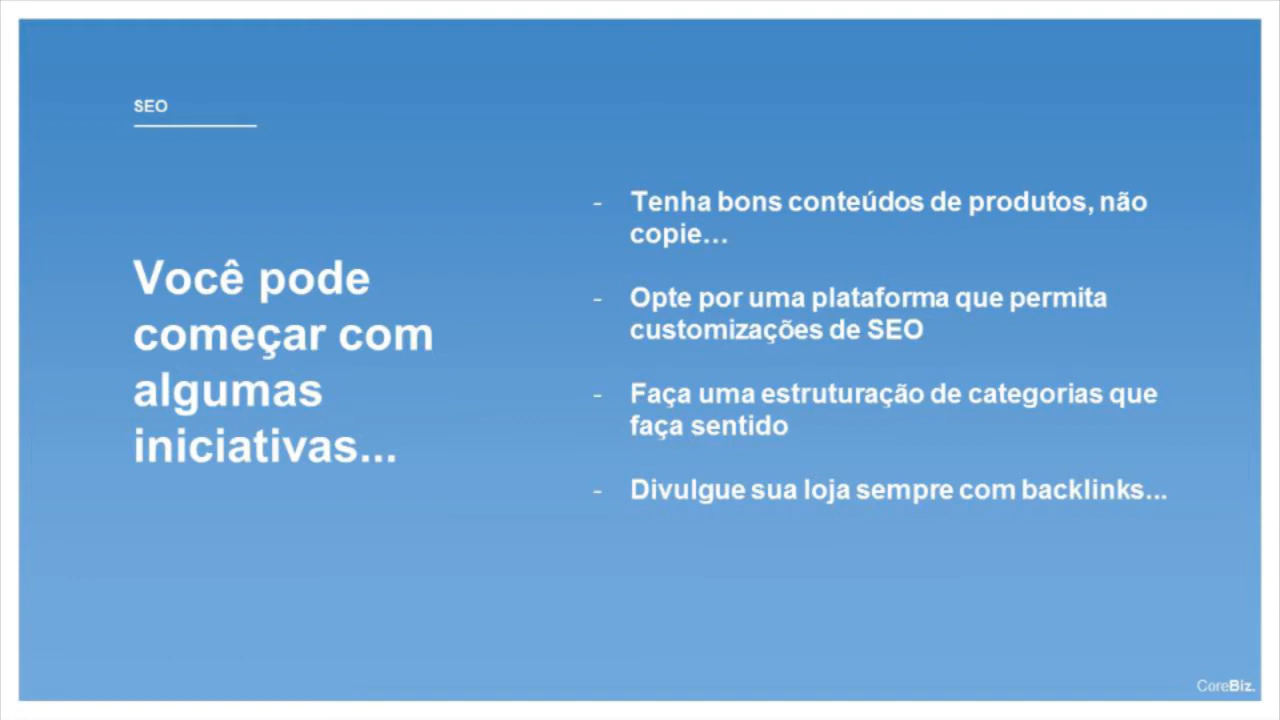 SEO
Você pode
começar com
algumas
iniciativas...
- Tenha bons conteúdos de produtos, não
copie...
- Opte por uma plataforma que permita
customizações de SEO
- Faça uma estruturação de categorias que
faça sentido
- Divulgue sua loja sempre com backlinks...
CoreBiz.